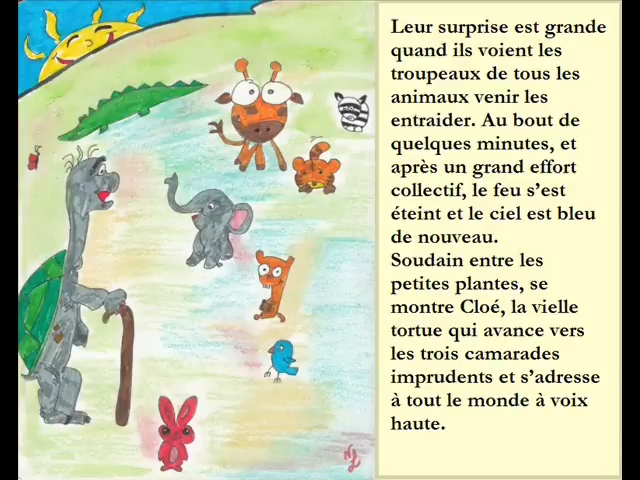 Leur surprise est grande
quand ils voient les
troupeaux de tous les
animaux venir les
entraider. Au bout de
quelques minutes, et
après un grand effort
collectif, le feu s'est
éteint et le ciel est bleu
de nouveau.
Soudain entre les
petites plantes, se
montre Cloé, la vielle
tortue qui avance vers
les trois camarades
imprudents et s'adresse
à tout le monde à voix
haute.